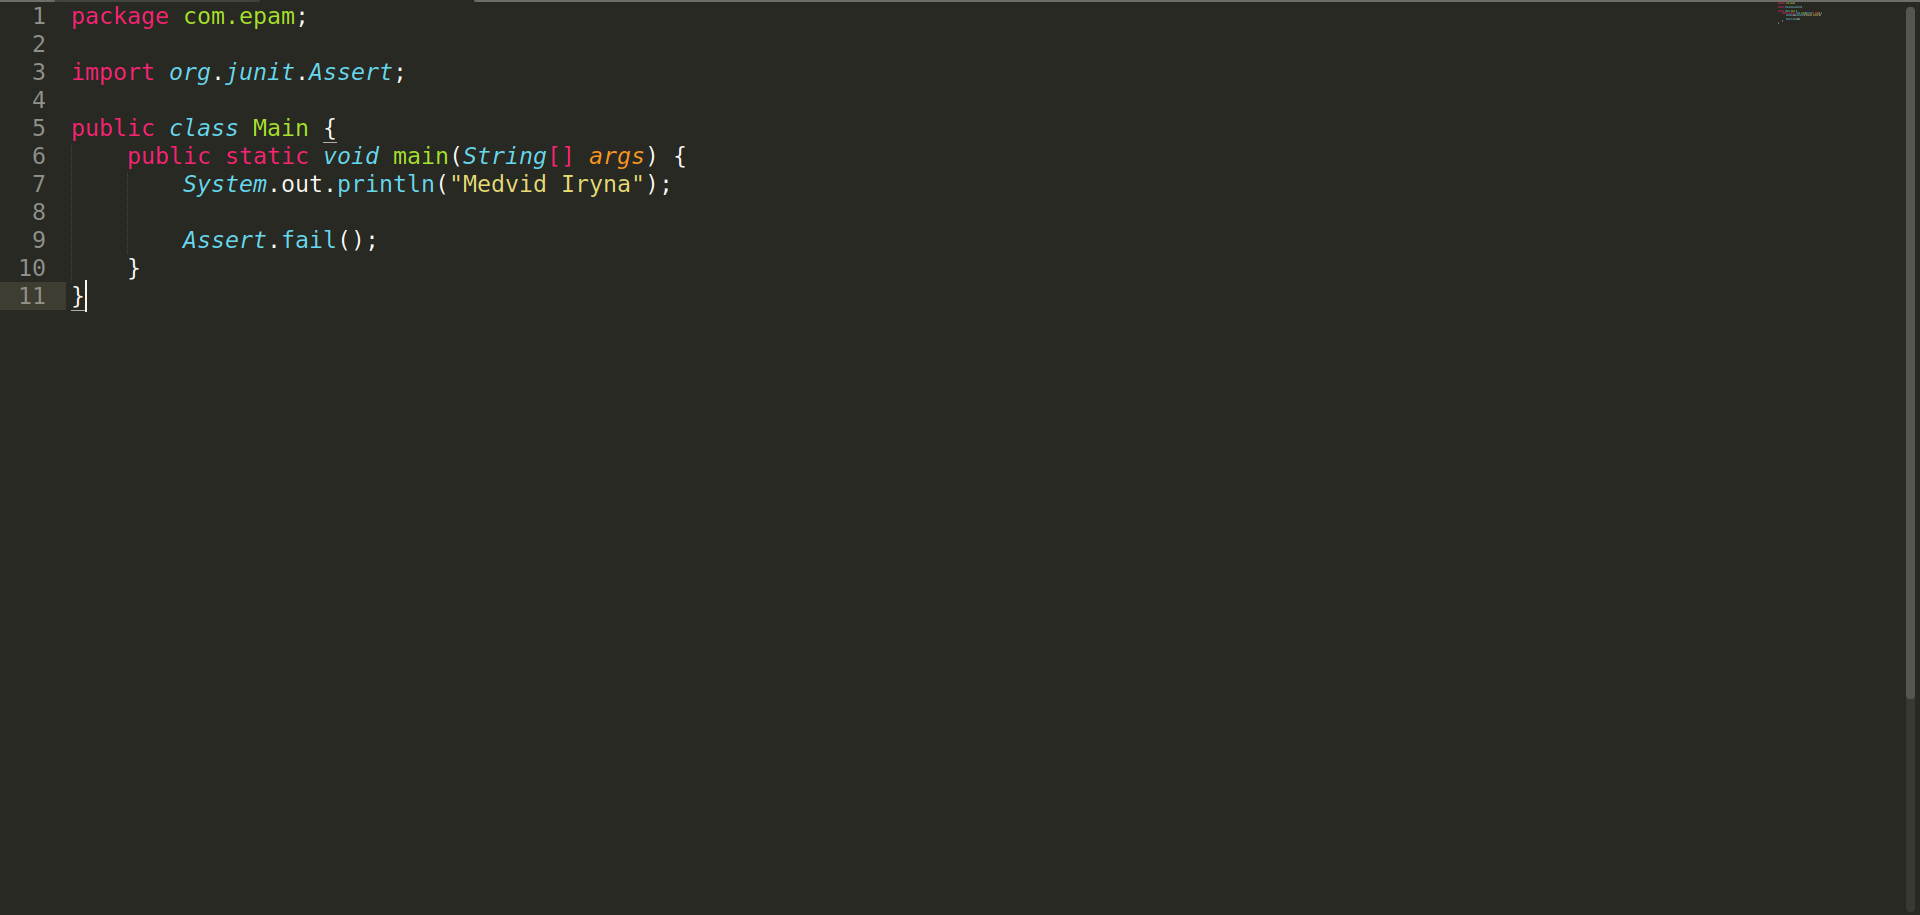 1 package com.epam;
2
3 import org.junit.Assert;
4
5 public class Main {
6     public static void main(String[] args) {
7         System.out.println("Medvid Iryna");
8
9         Assert.fail();
10     }
11 }